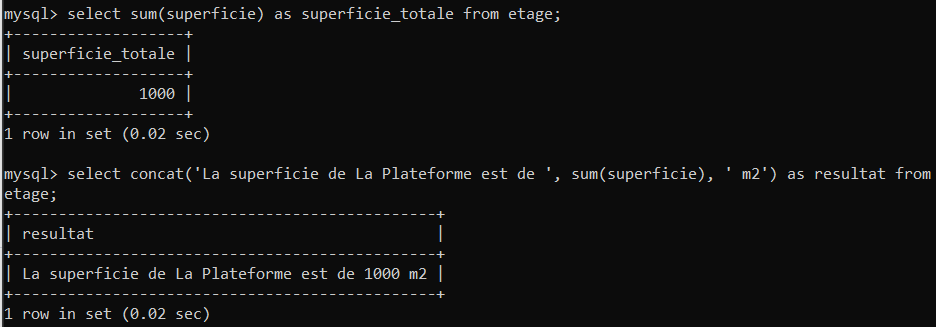 mysql> select sum(superficie) as superficie_totale from etage;
+-------------------+
| superficie_totale |
+-------------------+
|              1000 |
+-------------------+
1 row in set (0.02 sec)

mysql> select concat('La superficie de La Plateforme est de ', sum(superficie), ' m2') as resultat from
etage;
+-----------------------------------------------+
| resultat                                      |
+-----------------------------------------------+
| La superficie de La Plateforme est de 1000 m2 |
+-----------------------------------------------+
1 row in set (0.02 sec)